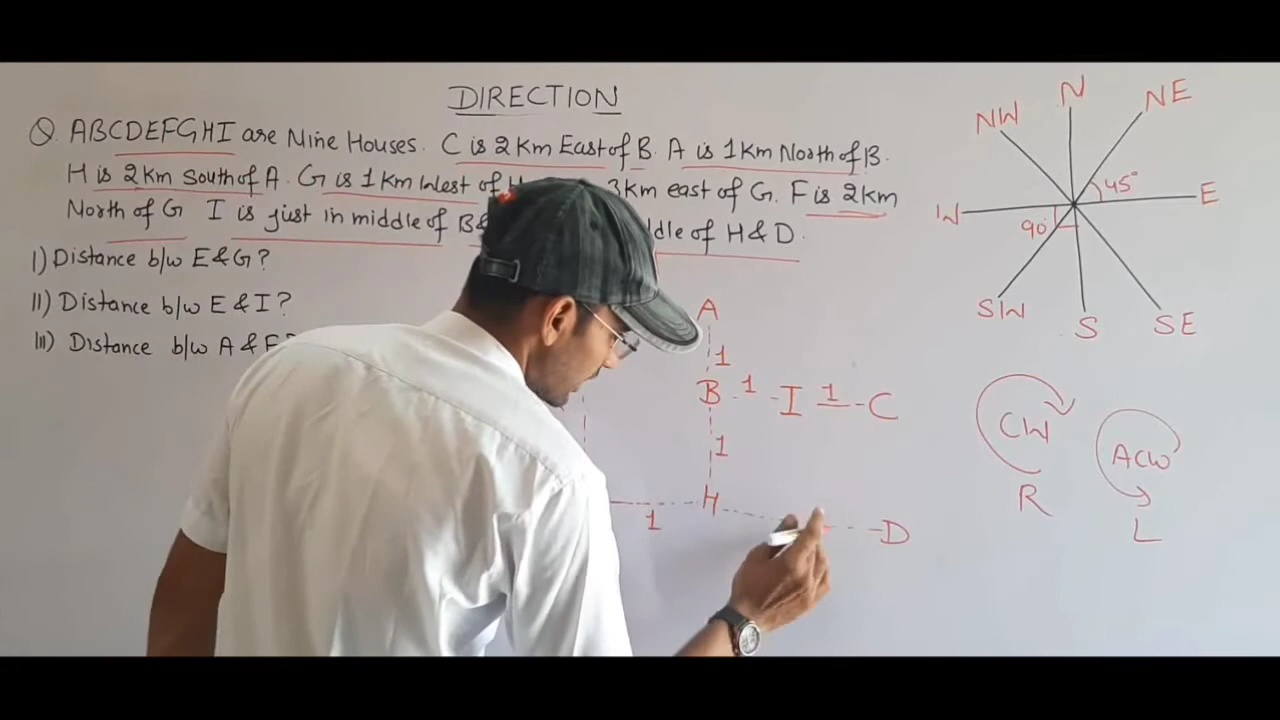 DIRECTION
Q. ABCDEFGHI are Nine Houses. C is 2 Km East of B. A is 1 Km North of B.
H is 2 Km South of A. G is 1 Km West of 3 km east of G. F is 2 km
North of G I is just in middle of B & of H & D.
I) Distance b/w E & G?
II) Distance b/w E & I?
III) Distance b/w A &
A
1
B 1 I 1 C
1
H
1
D
N
NW
NE
45°
W
E
90°
SW
S
SE
CW
R
ACW
L